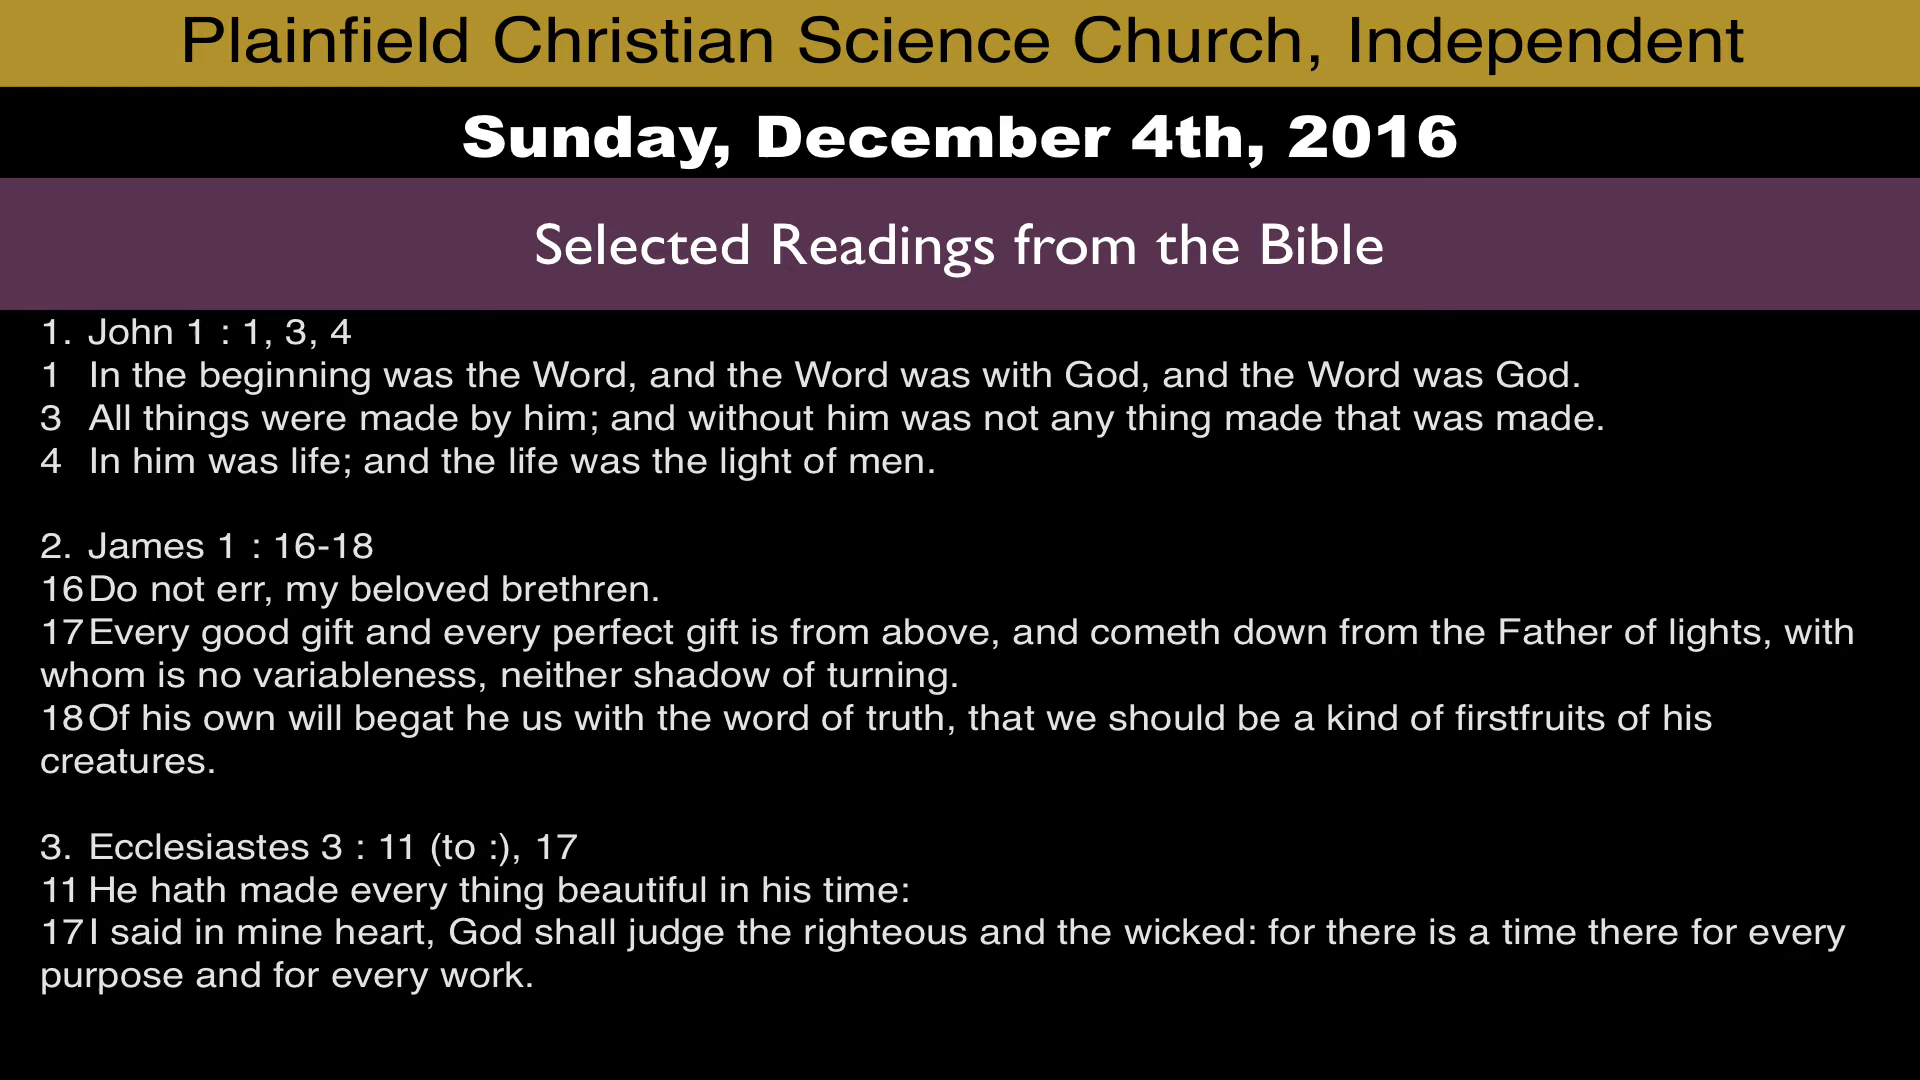 Plainfield Christian Science Church, Independent
Sunday, December 4th, 2016
Selected Readings from the Bible
1. John 1 : 1, 3, 4
1 In the beginning was the Word, and the Word was with God, and the Word was God.
3 All things were made by him; and without him was not any thing made that was made.
4 In him was life; and the life was the light of men.
2. James 1 : 16-18
16 Do not err, my beloved brethren.
17 Every good gift and every perfect gift is from above, and cometh down from the Father of lights, with
whom is no variableness, neither shadow of turning.
18 Of his own will begat he us with the word of truth, that we should be a kind of firstfruits of his
creatures.
3. Ecclesiastes 3 : 11 (to :), 17
11 He hath made every thing beautiful in his time:
17 I said in mine heart, God shall judge the righteous and the wicked: for there is a time there for every
purpose and for every work.